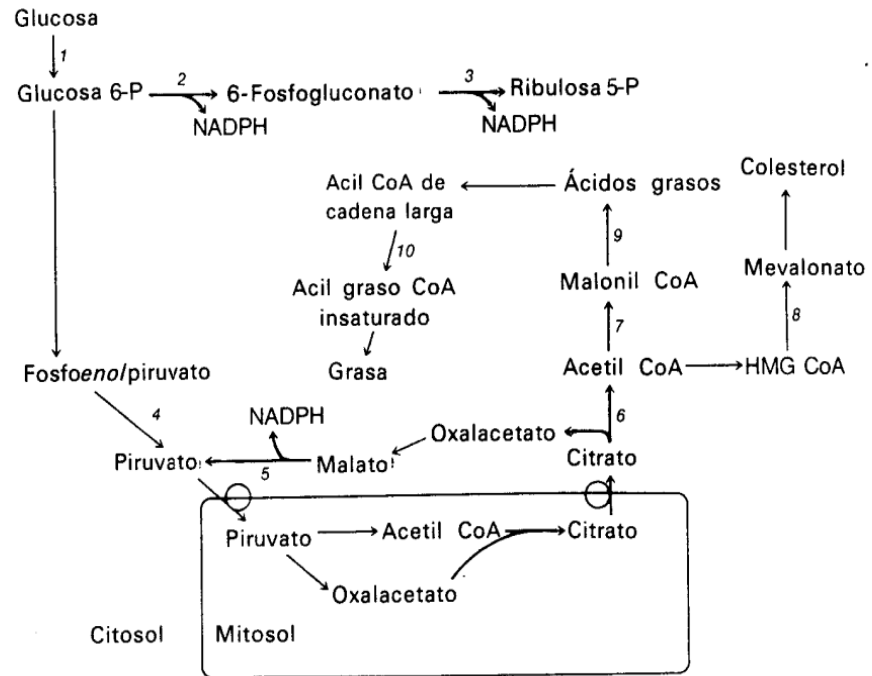 Glucosa
1
Glucosa 6-P
2
6-Fosfogluconato
3
Ribulosa 5-P
NADPH
NADPH
Acil CoA de
cadena larga
Ácidos grasos
Colesterol
10
9
Acil graso CoA
insaturado
Malonil CoA
Mevalonato
7
8
Fosfoenolpiruvato
Grasa
Acetil CoA
HMG CoA
4
NADPH
6
Oxalacetato
Piruvato
5
Malato
Citrato
Piruvato
Acetil CoA
Citrato
Oxalacetato
Citosol
Mitosol